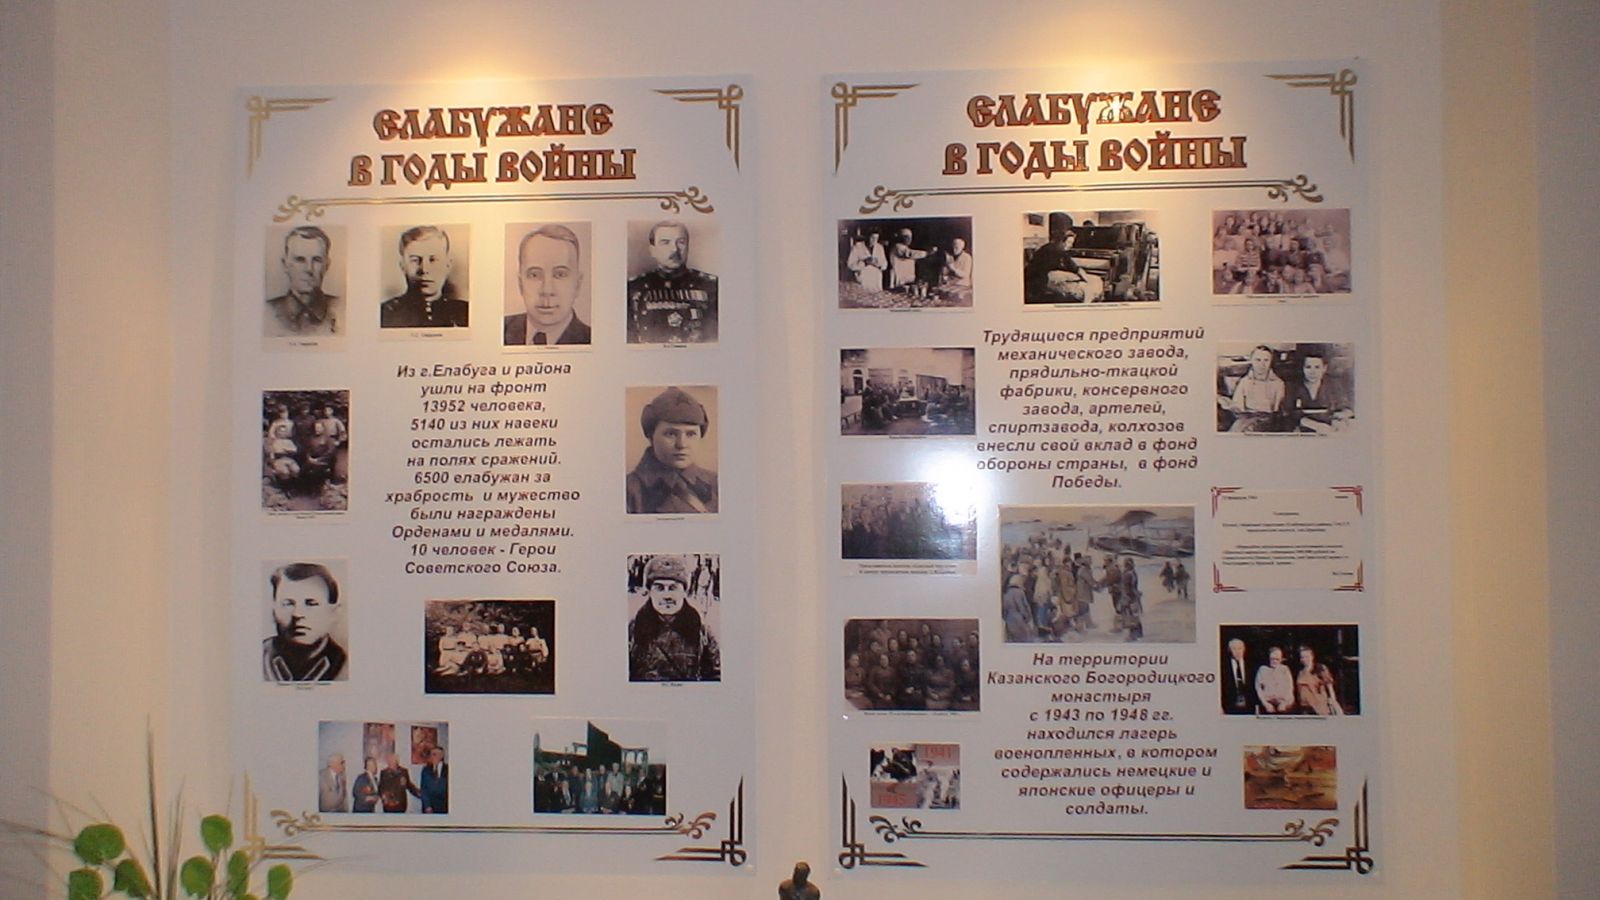 ЕЛАБУЖАНЕ
В ГОДЫ ВОЙНЫ
Из г.Елабуга и района
ушли на фронт
13952 человека,
5140 из них навеки
остались лежать
на полях сражений.
6500 елабужан за
храбрость и мужество
были награждены
Орденами и медалями.
10 человек - Герои
Советского Союза.
ЕЛАБУЖАНЕ
В ГОДЫ ВОЙНЫ
Трудящиеся предприятий
механического завода,
прядильно-ткацкой
фабрики, консервного
завода, артелей,
спиртзавода, колхозов
внесли свой вклад в фонд
обороны страны, в фонд
Победы.
На территории
Казанского Богородицкого
монастыря
с 1943 по 1948 гг.
находился лагерь
военопленных, в котором
содержались немецкие и
японские офицеры и
солдаты.
1941
1945